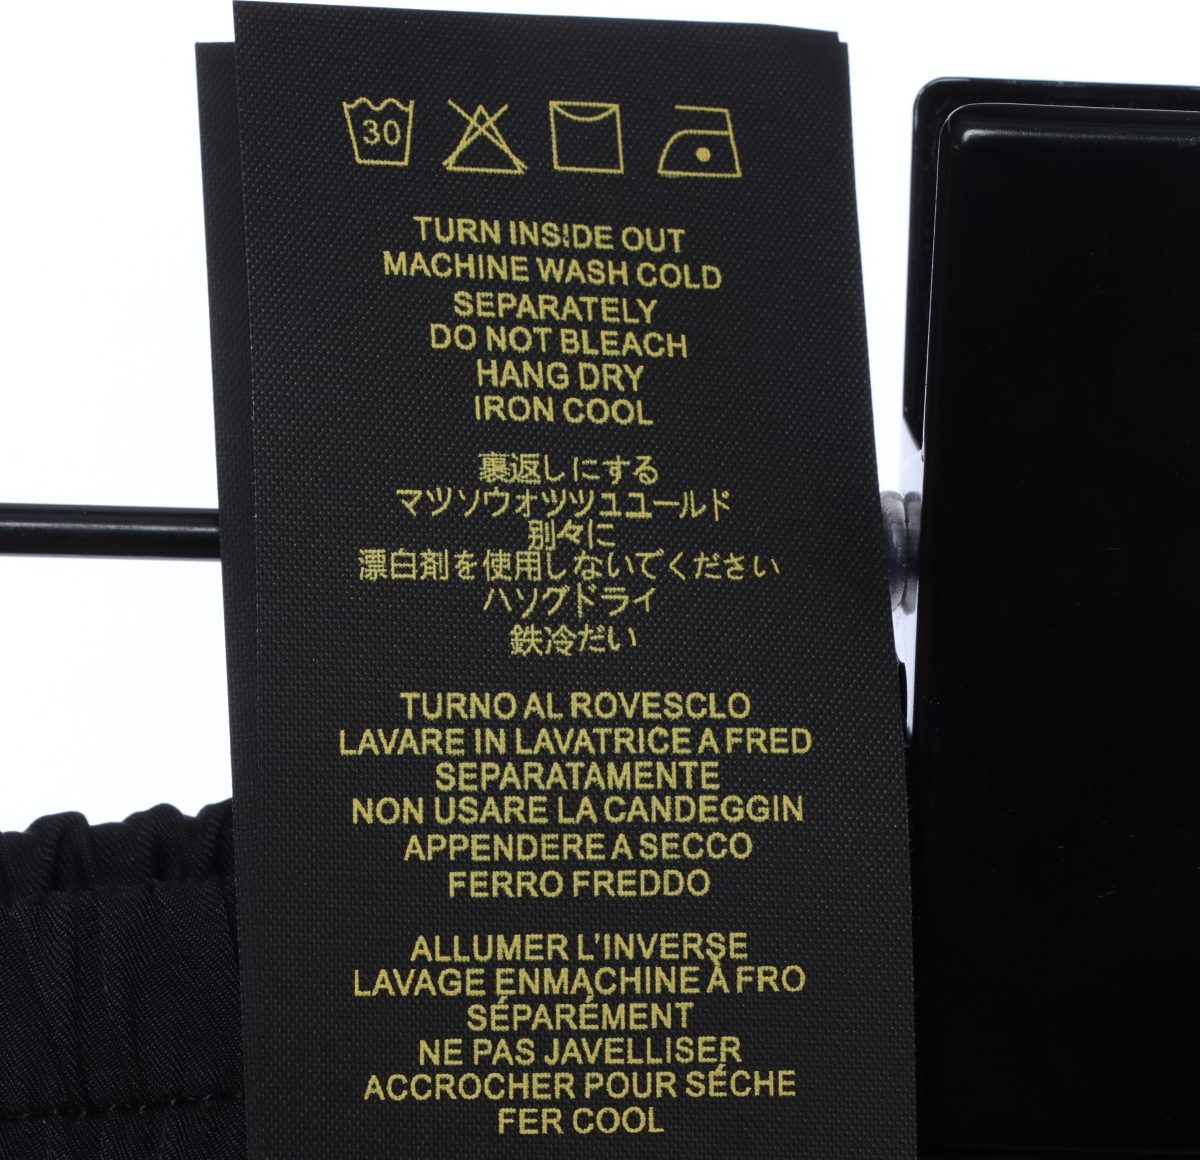 30
TURN INSIDE OUT
MACHINE WASH COLD
SEPARATELY
DO NOT BLEACH
HANG DRY
IRON COOL
裏返しにする
マツソウオツツユユールド
別々に
漂白剤を使用しないでください
ハソグドライ
鉄冷だい
TURNO AL ROVESCLO
LAVARE IN LAVATRICE A FRED
SEPARATAMENTE
NON USARE LA CANDEGGIN
APPENDERE A SECCO
FERRO FREDDO
ALLUMER L'INVERSE
LAVAGE ENMACHINE À FRO
SÉPARÉMENT
NE PAS JAVELLISER
ACCROCHER POUR SÉCHE
FER COOL